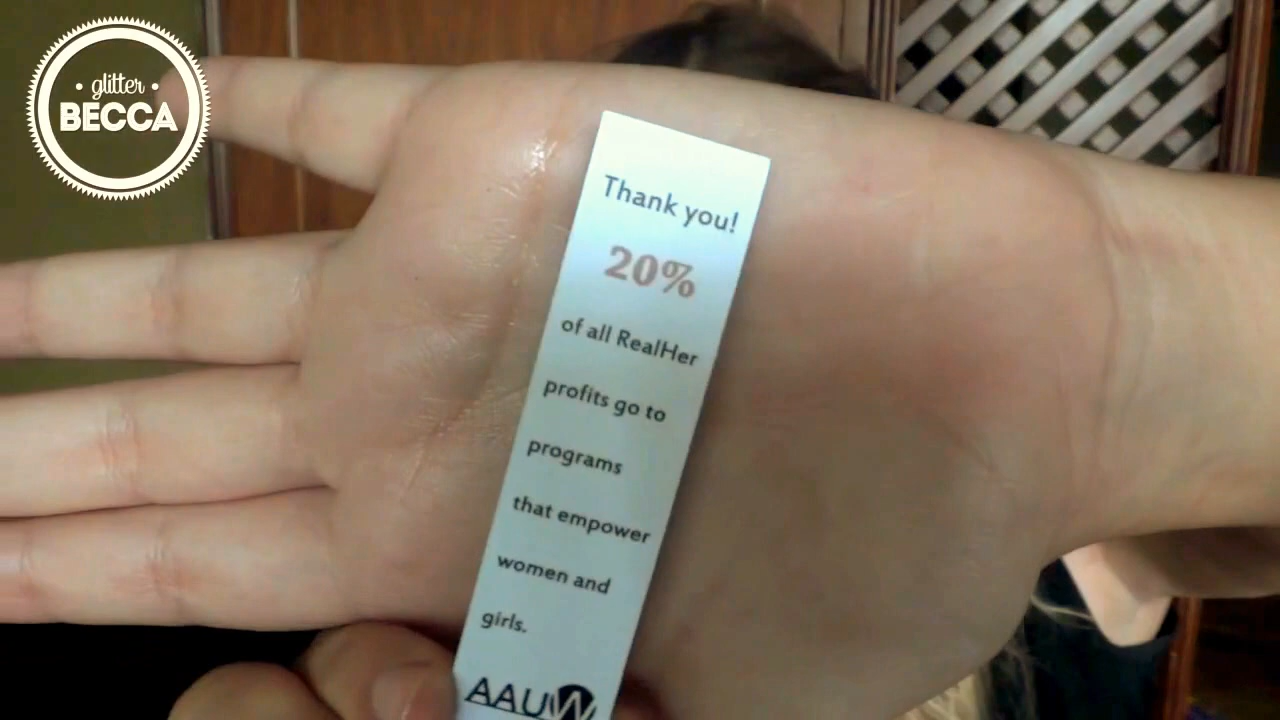 glitter
BECCA
Thank you!
20%
of all RealHer
profits go to
programs
that empower
women and
girls.
AAUW